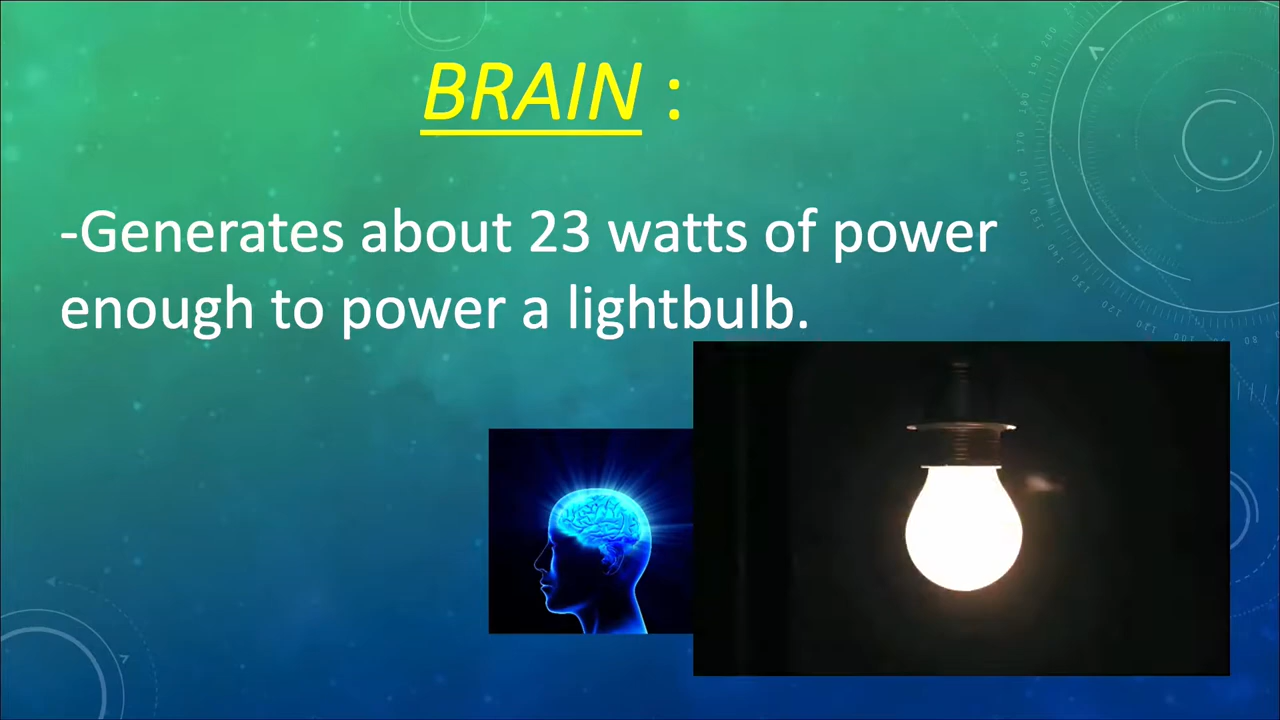 BRAIN :
-Generates about 23 watts of power
enough to power a lightbulb.